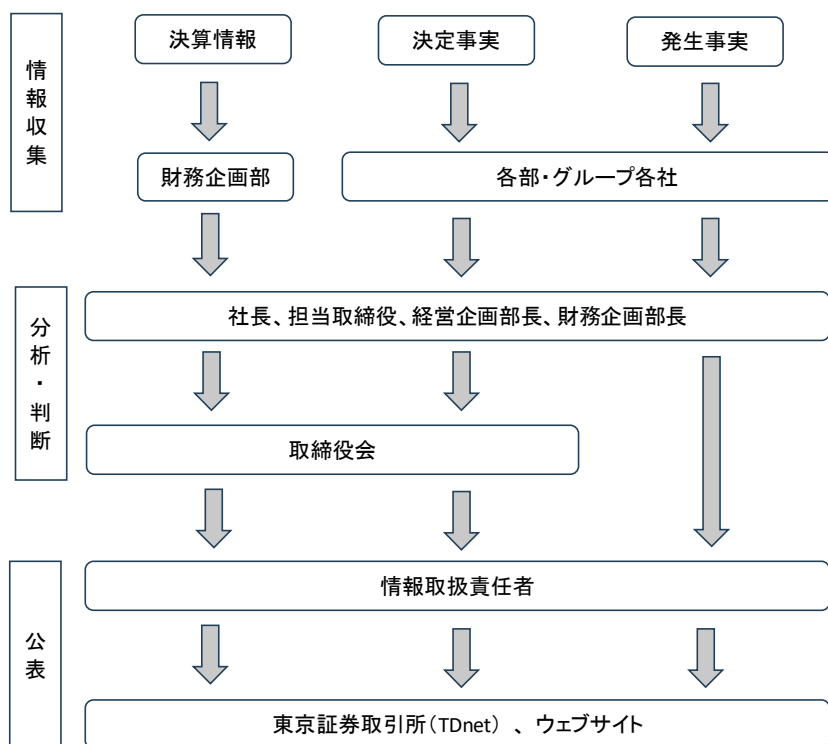 情報収集
決算情報
決定事実
発生事実
財務企画部
各部・グループ各社
分析・判断
社長、担当取締役、経営企画部長、財務企画部長
取締役会
公表
情報取扱責任者
東京証券取引所(TDnet) 、ウェブサイト